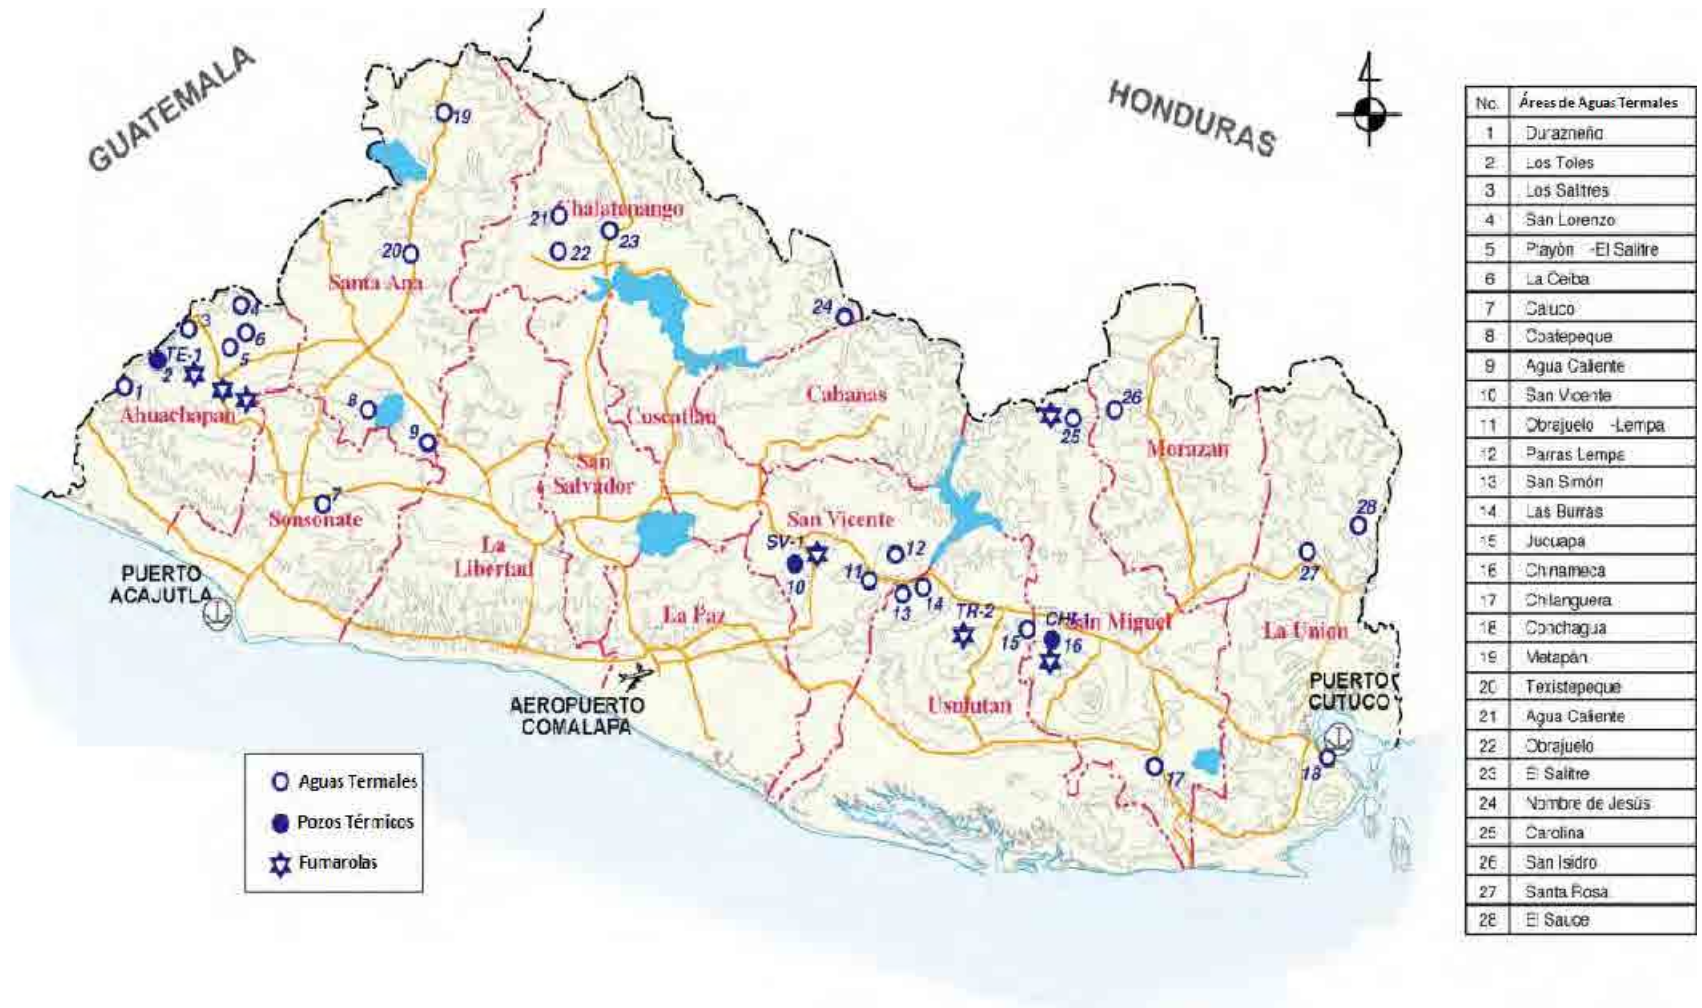 GUATEMALA
HONDURAS
19
21
Chalatenango
23
20
22
Santa Ana
24
4
3
6
5
TE-1
2
1
Ahuachapan
8
9
Cabanas
Cuscatlan
26
25
Morazan
San
Salvador
7
Sonsonate
La
Libertad
San Vicente
28
SV-1
12
11
10
27
13
14
PUERTO
ACAJUTLA
La Paz
TR-2
CHI-1
San Miguel
15
16
La Union
Usulutan
PUERTO
CUTUCO
AEROPUERTO
COMALAPA
17
18
Aguas Termales
Pozos Térmicos
Fumarolas
No. Áreas de Aguas Termales
1 Durazneño
2 Los Toles
3 Los Salitres
4 San Lorenzo
5 Playón -El Salitre
6 La Ceiba
7 Caluco
8 Coatepeque
9 Agua Caliente
10 San Vicente
11 Obrajuelo -Lempa
12 Parras Lempa
13 San Simón
14 Las Burras
15 Jucuapa
16 Chinameca
17 Chilanguera
18 Conchagua
19 Metapán
20 Texistepeque
21 Agua Caliente
22 Obrajuelo
23 El Salitre
24 Nombre de Jesús
25 Carolina
26 San Isidro
27 Santa Rosa
28 El Sauce